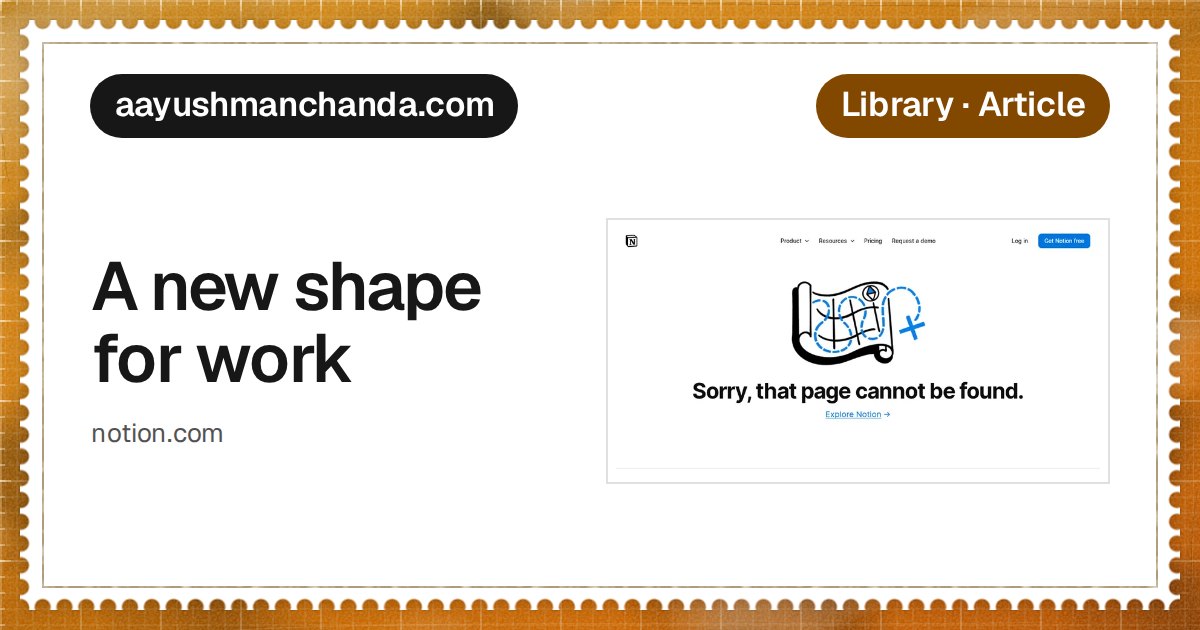 aayushmanchanda.com
Library · Article
A new shape
for work
notion.com
N
Product Resources Pricing Request a demo Log in Get Notion free
Sorry, that page cannot be found.
Explore Notion →